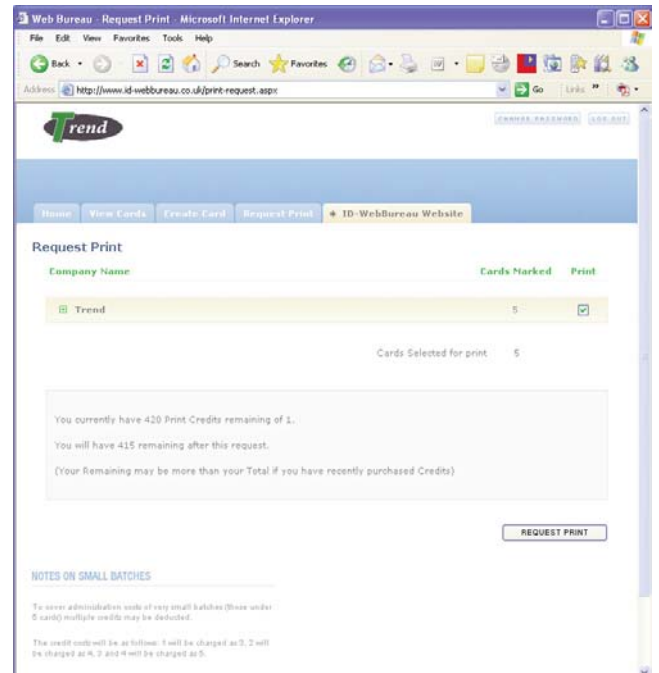 Web Bureau - Request Print - Microsoft Internet Explorer
File Edit View Favorites Tools Help
Back Search Favorites
Address http://www.id-webbureau.co.uk/print-request.aspx Go Links »
Trend
CHANGE PASSWORD LOG OUT
Home View Cards Create Card Request Print ID-WebBureau Website
Request Print
Company Name Cards Marked Print
Trend 5
Cards Selected for print 5
You currently have 420 Print Credits remaining of 1.
You will have 415 remaining after this request.
(Your Remaining may be more than your Total if you have recently purchased Credits)
REQUEST PRINT
NOTES ON SMALL BATCHES
To cover administration costs of very small batches (those under
5 cards) multiple credits may be deducted.
The credit costs will be as follows: 1 will be charged as 3, 2 will
be charged as 4, 3 and 4 will be charged as 5.